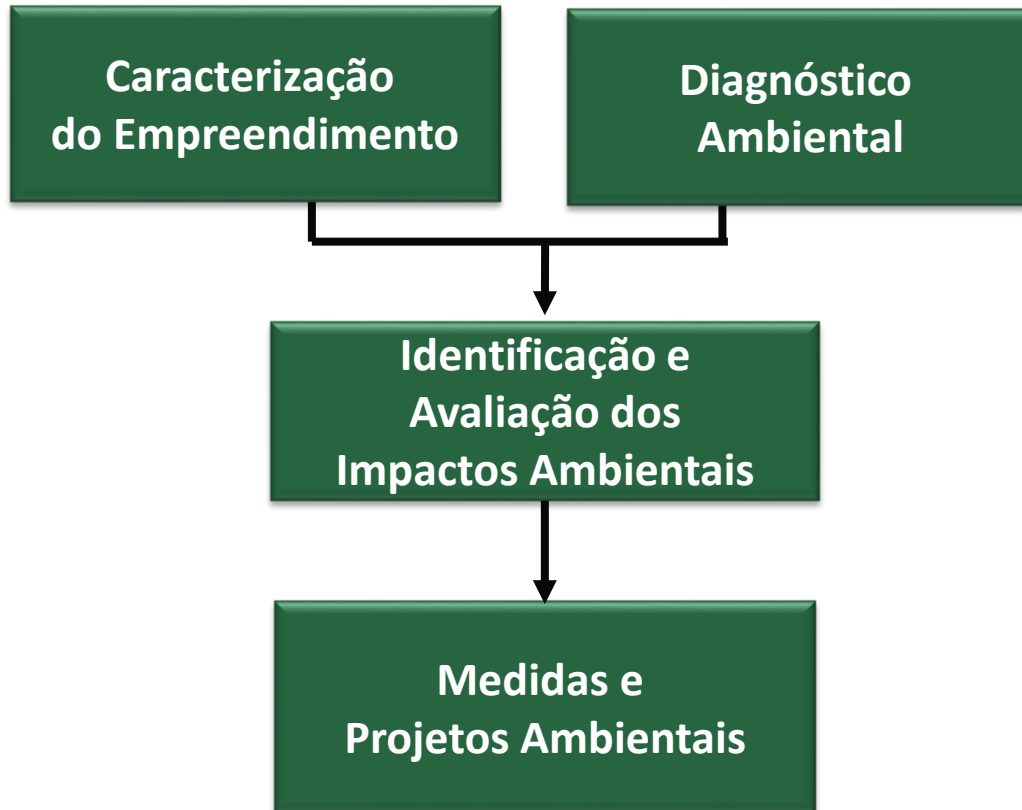 Caracterização
do Empreendimento
Diagnóstico
Ambiental
Identificação e
Avaliação dos
Impactos Ambientais
Medidas e
Projetos Ambientais